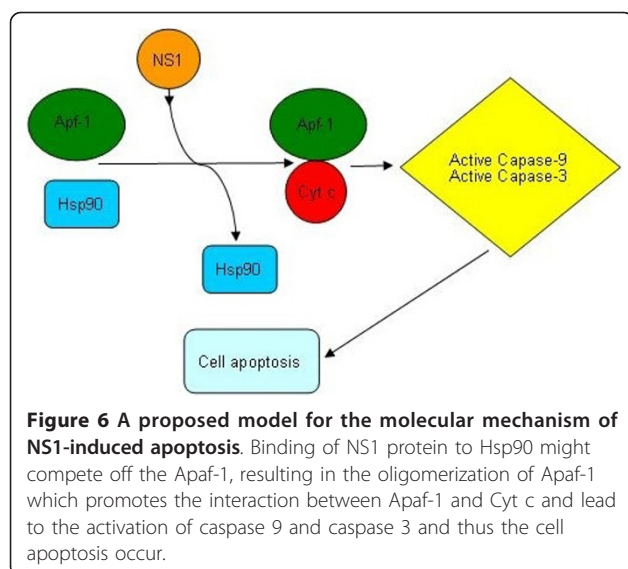 NS1
Apf-1
Apf-1
Hsp90
Cyt c
Active Capase-9
Active Capase-3
Hsp90
Cell apoptosis
Figure 6 A proposed model for the molecular mechanism of
NS1-induced apoptosis. Binding of NS1 protein to Hsp90 might
compete off the Apaf-1, resulting in the oligomerization of Apaf-1
which promotes the interaction between Apaf-1 and Cyt c and lead
to the activation of caspase 9 and caspase 3 and thus the cell
apoptosis occur.